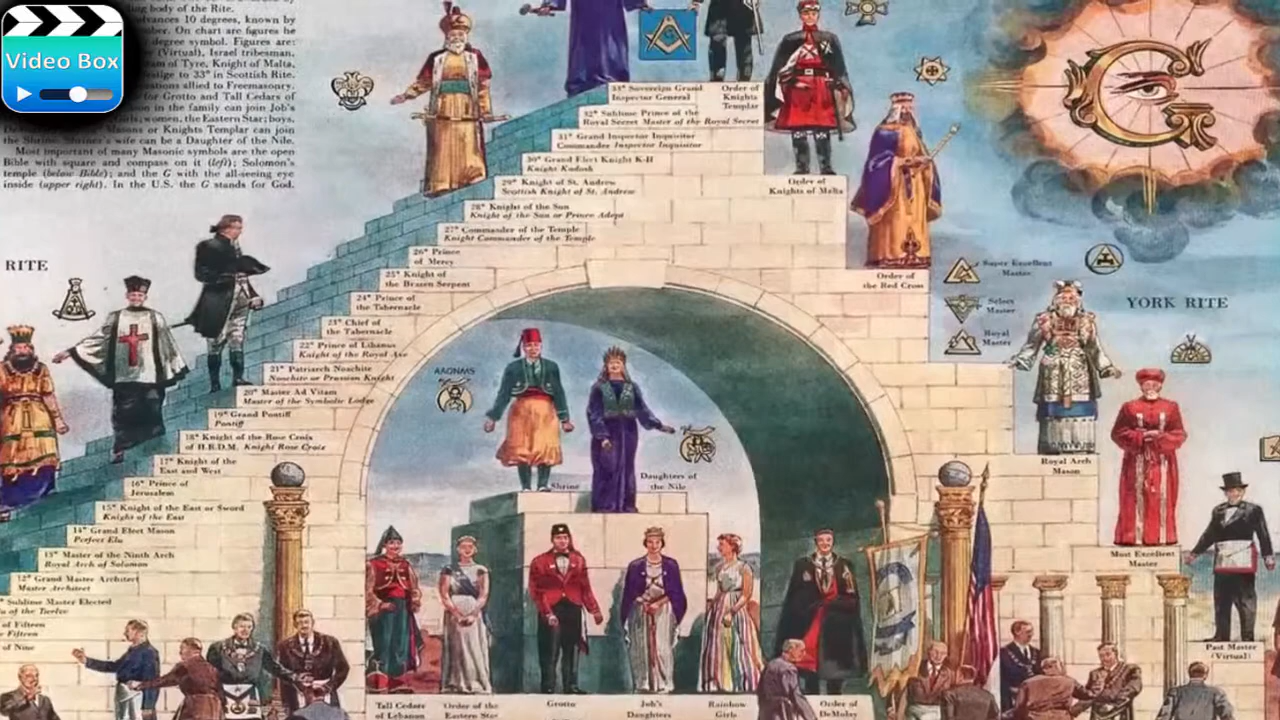 Video Box
ling body of the Rite.
advances 10 degrees, known by
On chart are figures he
degree symbol. Figures are:
(Virtual), Israel tribesman,
of Tyre, Knight of Malta,
to 33° in Scottish Rite.
allied to Freemasonry.
for Grotto and Tall Cedars of
in the family can join Job's
women, the Eastern Star; boys,
Masons or Knights Templar can join
the Shrine. Shriner's wife can be a Daughter of the Nile.
Most important of many Masonic symbols are the open
Bible with square and compass on it (left); Solomon's
temple (below Bible); and the G with the all-seeing eye
inside (upper right). In the U.S. the G stands for God.
G
33° Sovereign Grand
Inspector General
Order of
Knights
Templar
32° Sublime Prince of the
Royal Secret Master of the Royal Secret
31° Grand Inspector Inquisitor
Commander Inspector Inquisitor
30° Grand Elect Knight K-H
Knight Kadosh
29° Knight of St. Andrew
Scottish Knight of St. Andrew
28° Knight of the Sun
Knight of the Sun or Prince Adept
27° Commander of the Temple
Knight Commander of the Temple
26° Prince
of Mercy
25° Knight of
the Brazen Serpent
24° Prince of
the Tabernacle
23° Chief of
the Tabernacle
22° Prince of Libanus
Knight of the Royal Axe
21° Patriarch Noachite
Noachite or Prussian Knight
20° Master Ad Vitam
Master of the Symbolic Lodge
19° Grand Pontiff
Pontiff
18° Knight of the Rose Croix
of H.R.D.M. Knight Rose Croix
17° Knight of the
East and West
16° Prince of
Jerusalem
15° Knight of the East or Sword
Knight of the East
14° Grand Elect Mason
Perfect Elu
13° Master of the Ninth Arch
Royal Arch of Solomon
12° Grand Master Architect
Master Architect
Sublime Master Elected
of the Twelve
of Fifteen
Fifteen
of Nine
RITE
Order of
Knights of Malta
Order of
the Red Cross
Super Excellent
Master
Select
Master
Royal
Master
YORK RITE
Royal Arch
Mason
Most Excellent
Master
Past Master
(Virtual)
AAONMS
Shrine
Daughters of
the Nile
Tall Cedars
of Lebanon
Order of the
Eastern Star
Grotto
Job's
Daughters
Rainbow
Girls
Order of
DeMolay